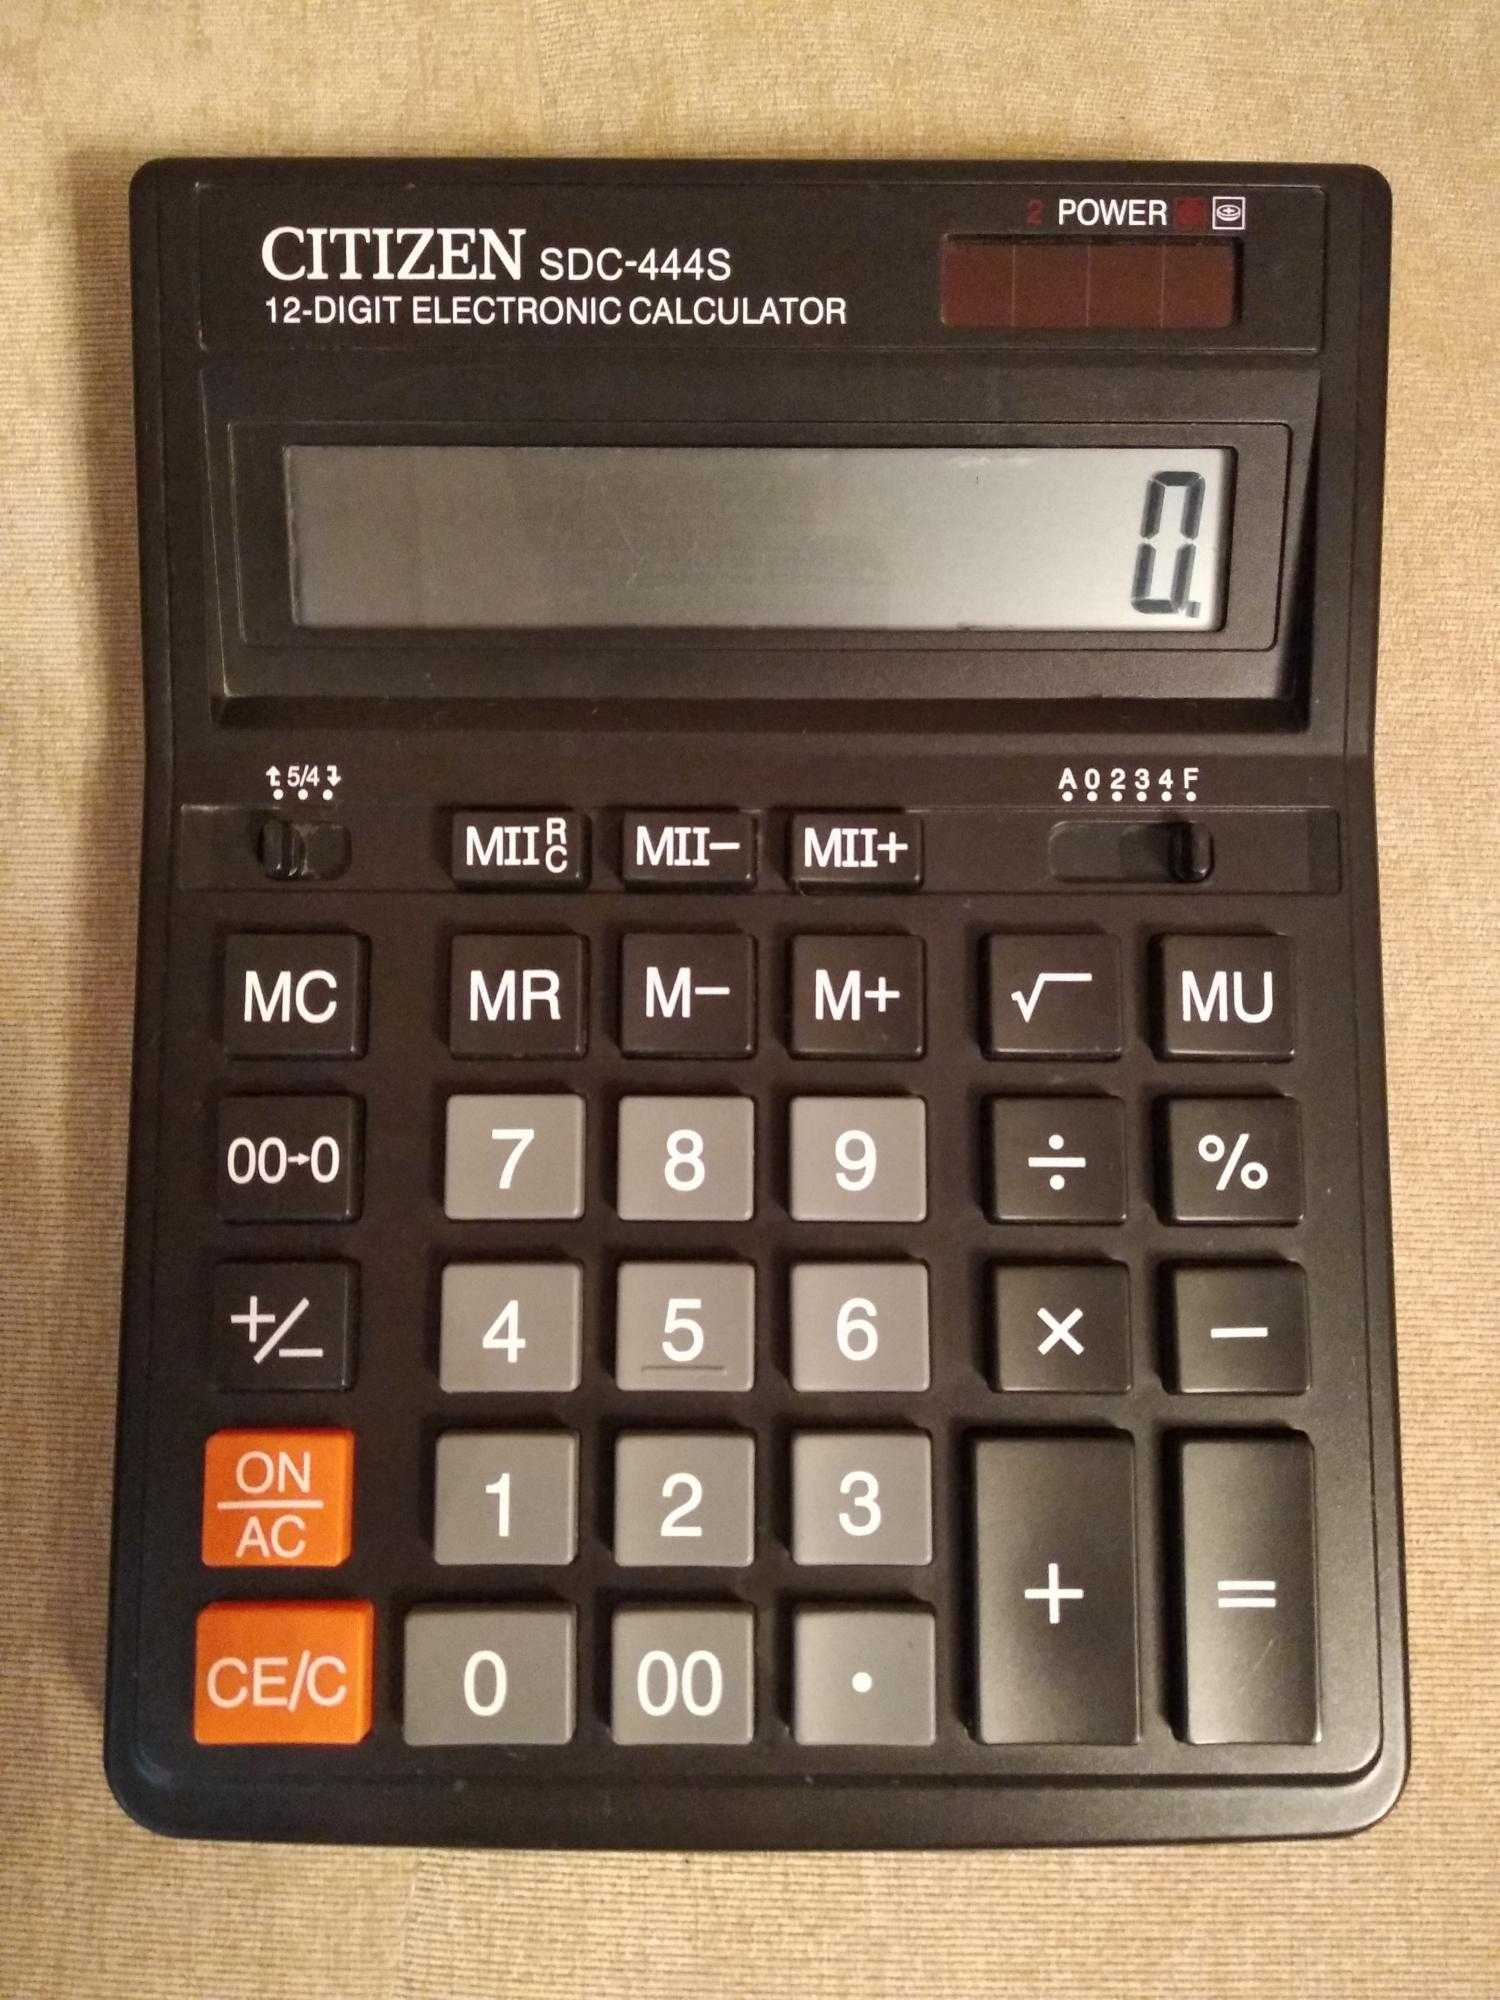 2 POWER
CITIZEN SDC-444S
12-DIGIT ELECTRONIC CALCULATOR
0.
↑ 5/4 ↓ A 0 2 3 4 F
MII R C MII− MII+
MC MR M− M+ √ MU
00→0 7 8 9 ÷ %
+/− 4 5 6 × −
ON AC 1 2 3 + =
CE/C 0 00 •